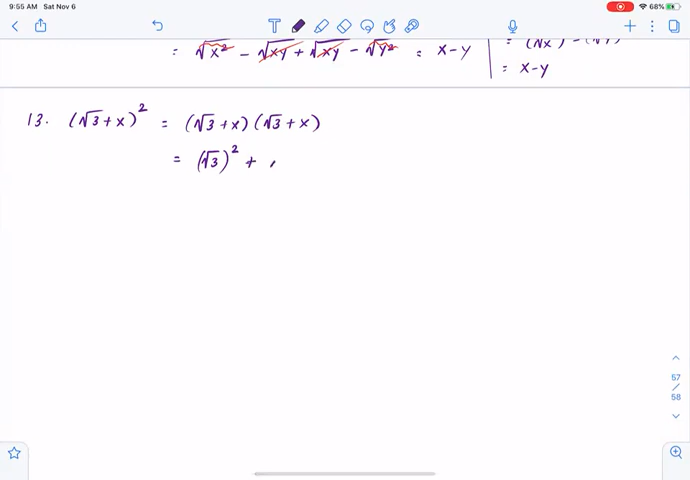 9:55 AM Sat Nov 6 68%
= √x² − √xy + √xy − √y² = x−y
= (√x)² − (√y)²
= x−y
13. (√3+x)² = (√3+x)(√3+x)
= (√3)² +
T
57
/
58